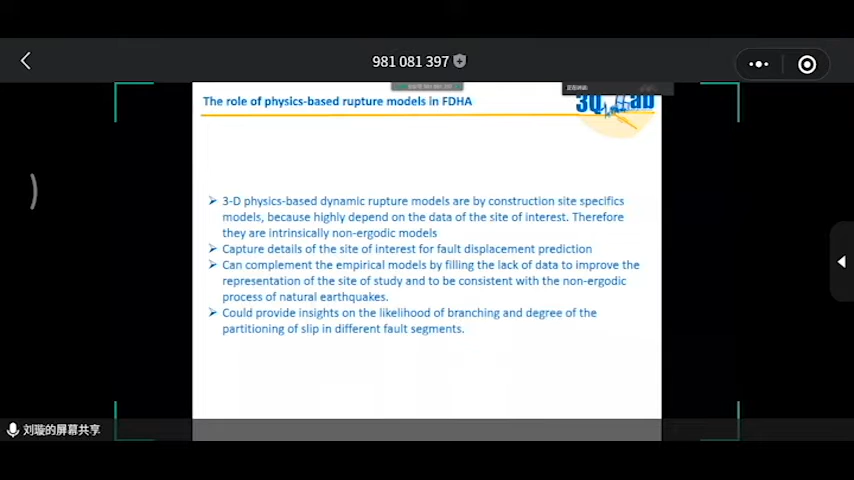 981 081 397
The role of physics-based rupture models in FDHA
3Q Lab
➢ 3-D physics-based dynamic rupture models are by construction site specifics
models, because highly depend on the data of the site of interest. Therefore
they are intrinsically non-ergodic models
➢ Capture details of the site of interest for fault displacement prediction
➢ Can complement the empirical models by filling the lack of data to improve the
representation of the site of study and to be consistent with the non-ergodic
process of natural earthquakes.
➢ Could provide insights on the likelihood of branching and degree of the
partitioning of slip in different fault segments.
刘璇的屏幕共享